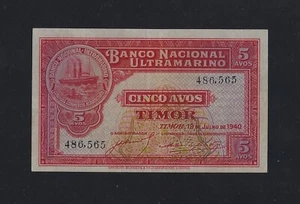 BANCO NACIONAL ULTRAMARINO
5 AVOS
486,565
CINCO AVOS
TIMOR
19 DE JULHO DE 1940
5 AVOS
486,565
5 AVOS